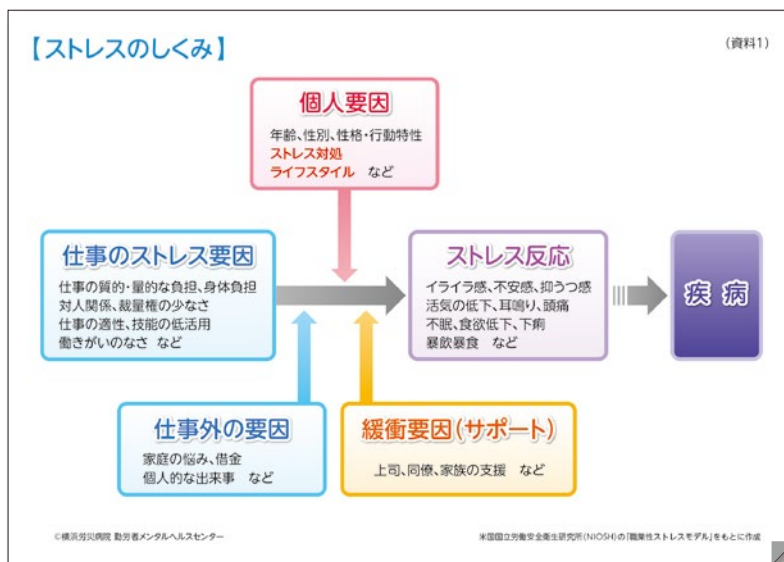 【ストレスのしくみ】
(資料1)
個人要因
年齢、性別、性格・行動特性
ストレス対処
ライフスタイル など
仕事のストレス要因
仕事の質的・量的な負担、身体負担
対人関係、裁量権の少なさ
仕事の適性、技能の低活用
働きがいのなさ など
ストレス反応
イライラ感、不安感、抑うつ感
活気の低下、耳鳴り、頭痛
不眠、食欲低下、下痢
暴飲暴食 など
疾病
仕事外の要因
家庭の悩み、借金
個人的な出来事 など
緩衝要因(サポート)
上司、同僚、家族の支援 など
©横浜労災病院 勤労者メンタルヘルスセンター
米国国立労働安全衛生研究所(NIOSH)の「職業性ストレスモデル」をもとに作成